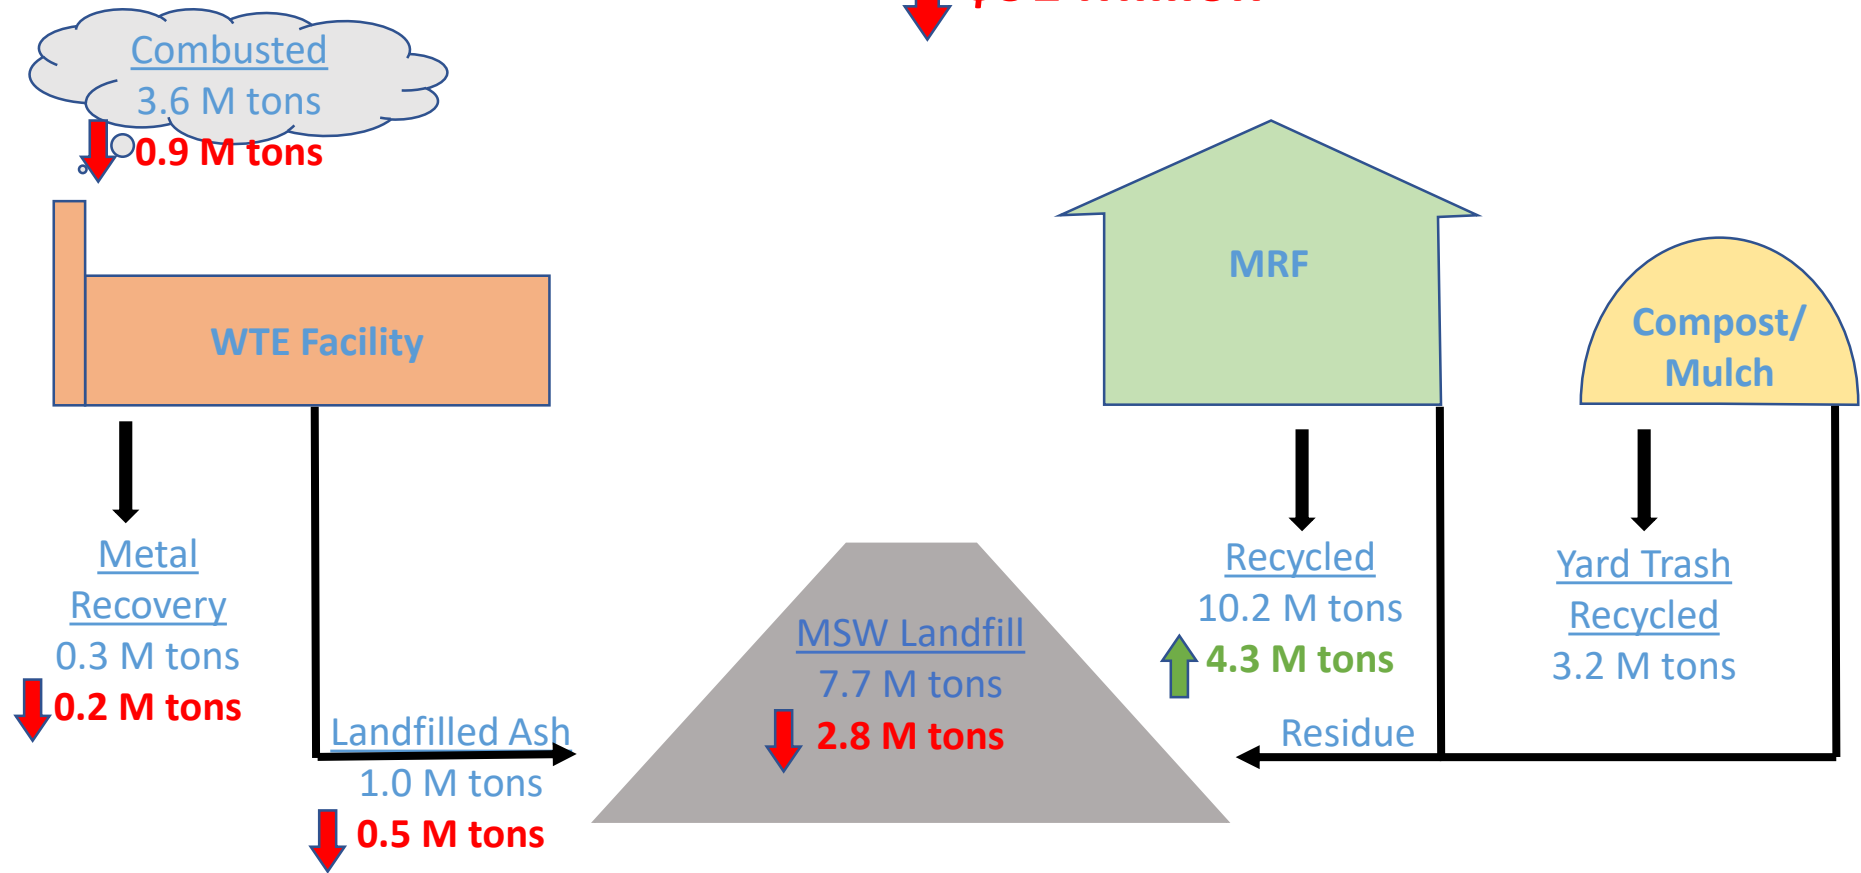 Combusted
3.6 M tons
0.9 M tons
WTE Facility
MRF
Compost/
Mulch
Metal
Recovery
0.3 M tons
0.2 M tons
Landfilled Ash
1.0 M tons
0.5 M tons
MSW Landfill
7.7 M tons
2.8 M tons
Recycled
10.2 M tons
4.3 M tons
Residue
Yard Trash
Recycled
3.2 M tons